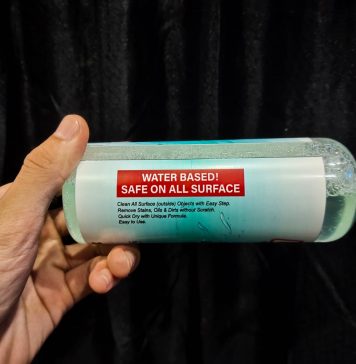 WATER BASED!
SAFE ON ALL SURFACE
Clean All Surface (outside) Objects with Easy Step.
Remove Stains, Oils & Dirts without Scratch.
Quick Dry with Unique Formula.
Easy to Use.